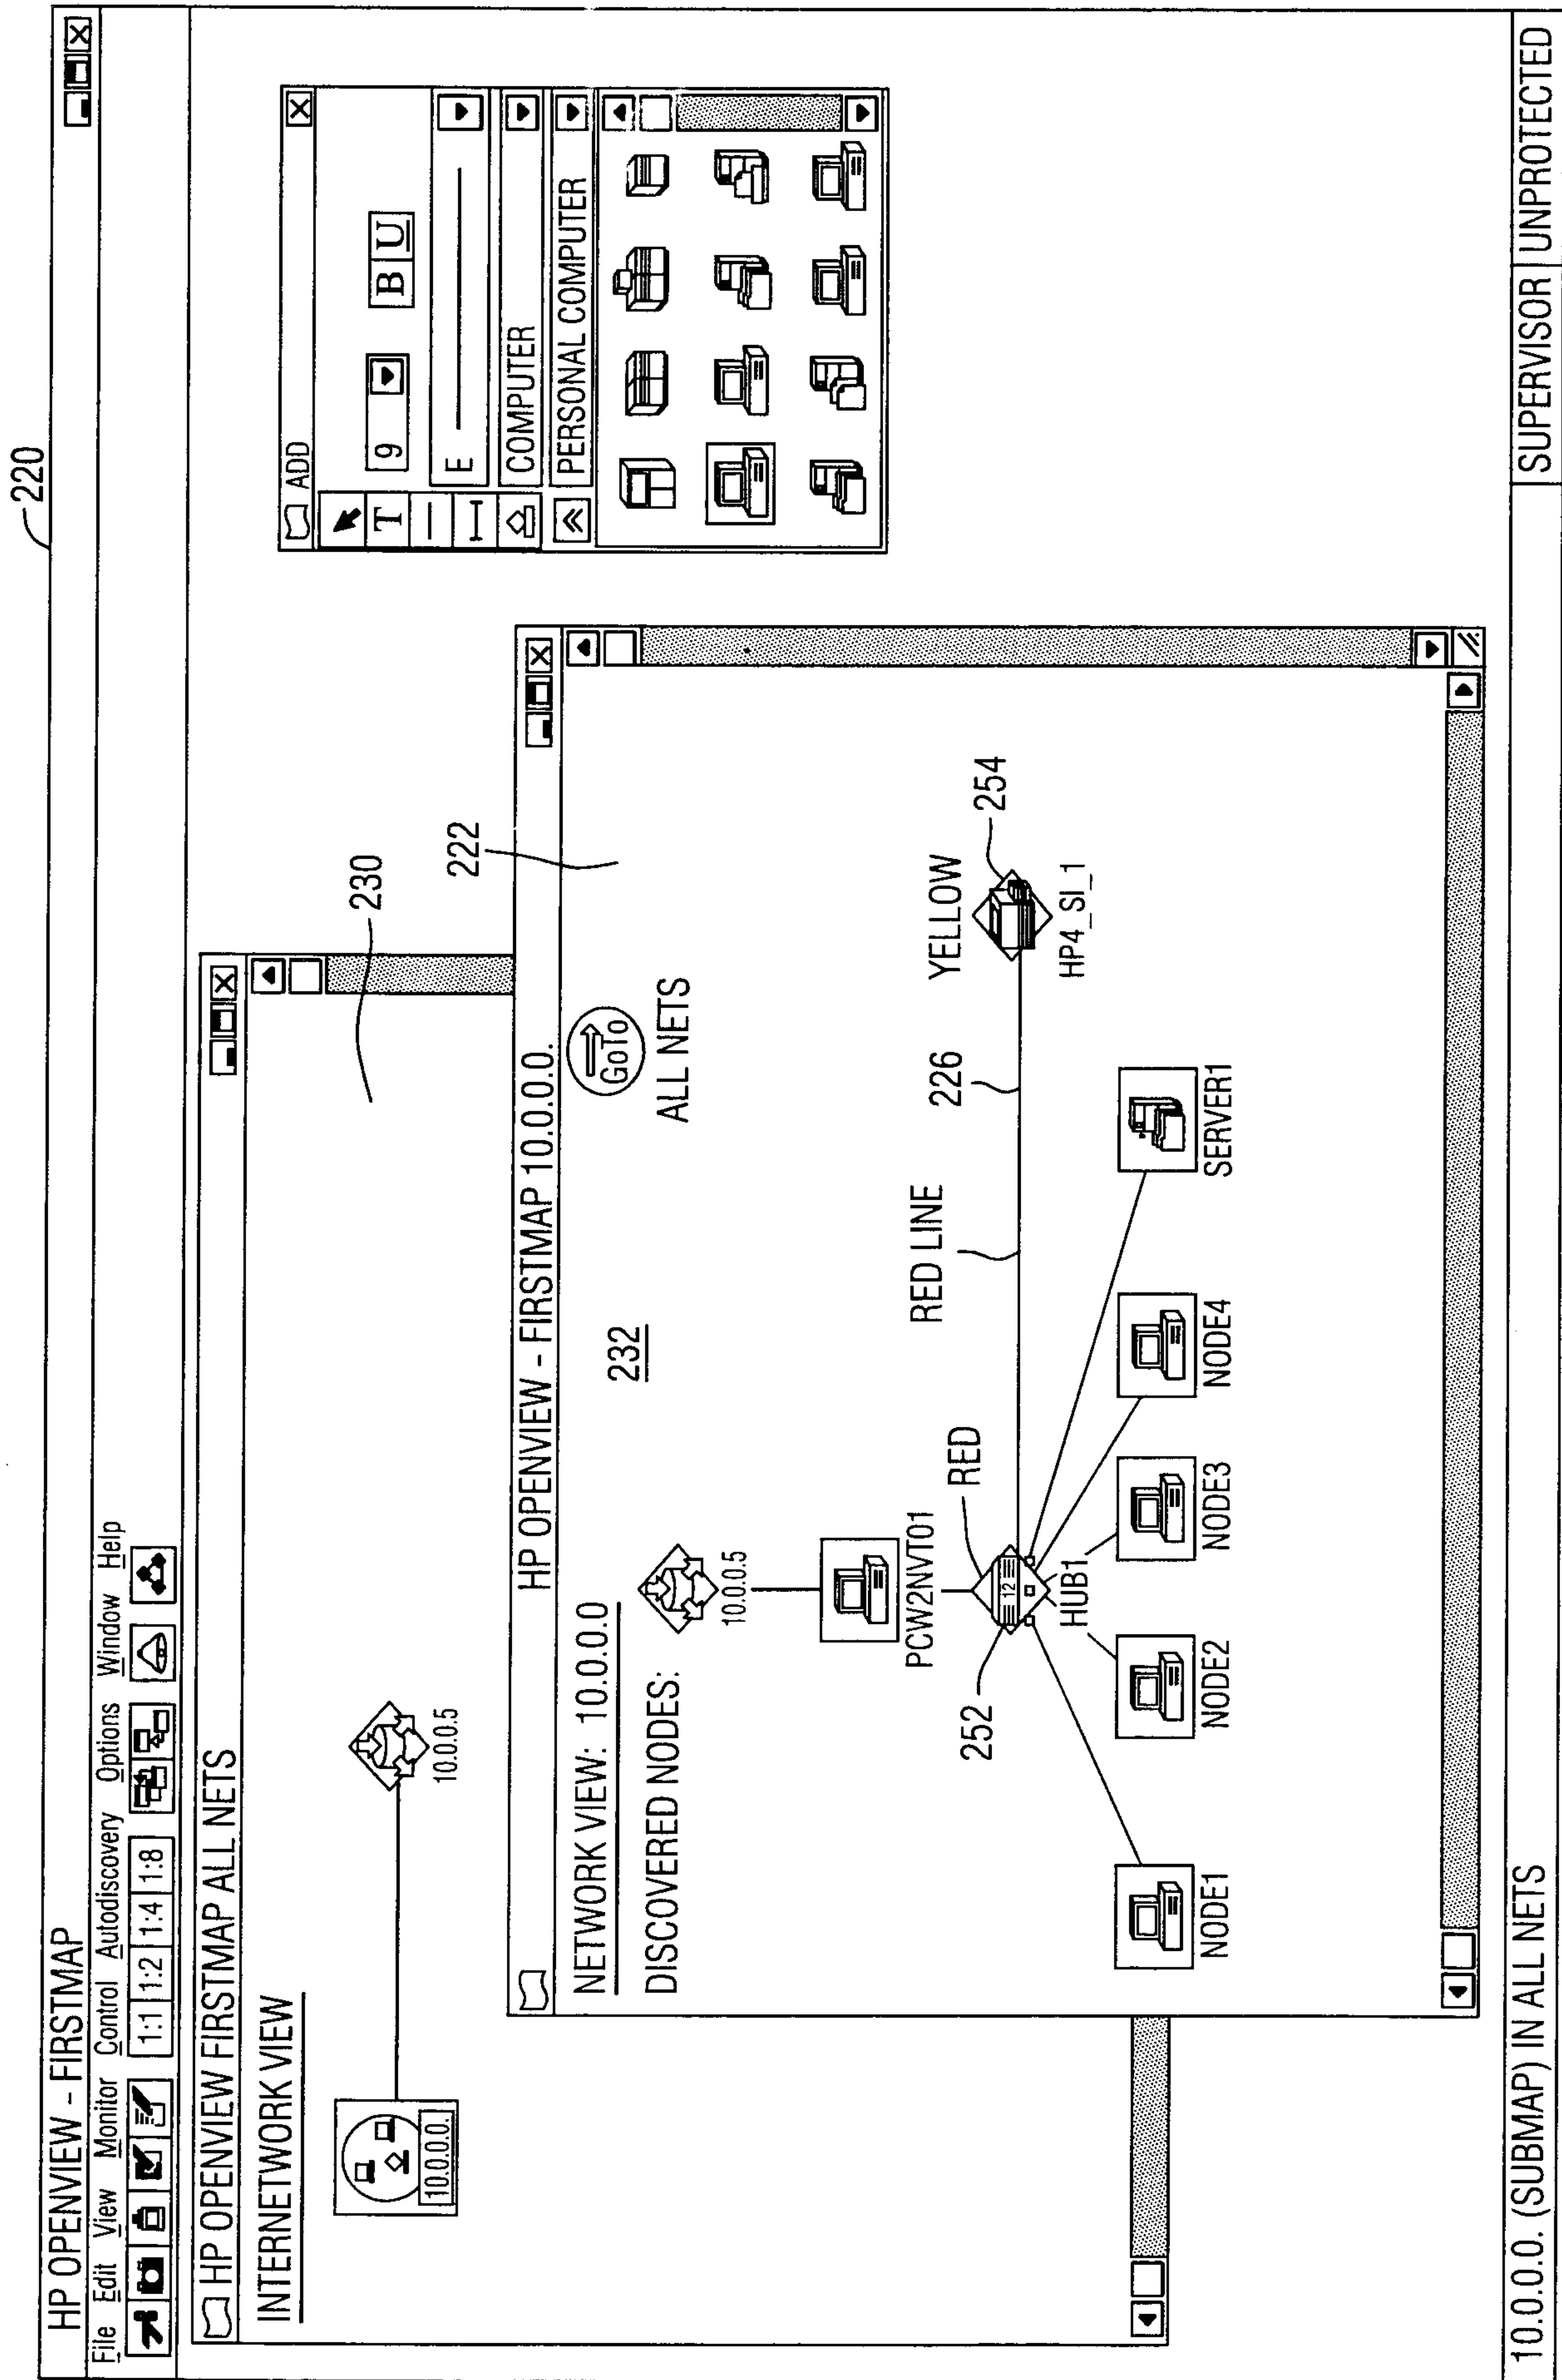 220
HP OPENVIEW - FIRSTMAP
File Edit View Monitor Control Autodiscovery Options Window Help
1:1 1:2 1:4 1:8
HP OPENVIEW FIRSTMAP ALL NETS
INTERNETWORK VIEW
10.0.0.0.
10.0.0.5
230
ADD
T
9
B U
E
COMPUTER
PERSONAL COMPUTER
222
HP OPENVIEW - FIRSTMAP 10.0.0.0.
NETWORK VIEW: 10.0.0.0
DISCOVERED NODES:
232
GoTo
ALL NETS
10.0.0.5
PCW2NVT01
252
12
RED
HUB1
RED LINE
226
YELLOW
254
HP4_SI_1
NODE1
NODE2
NODE3
NODE4
SERVER1
10.0.0.0. (SUBMAP) IN ALL NETS
SUPERVISOR
UNPROTECTED